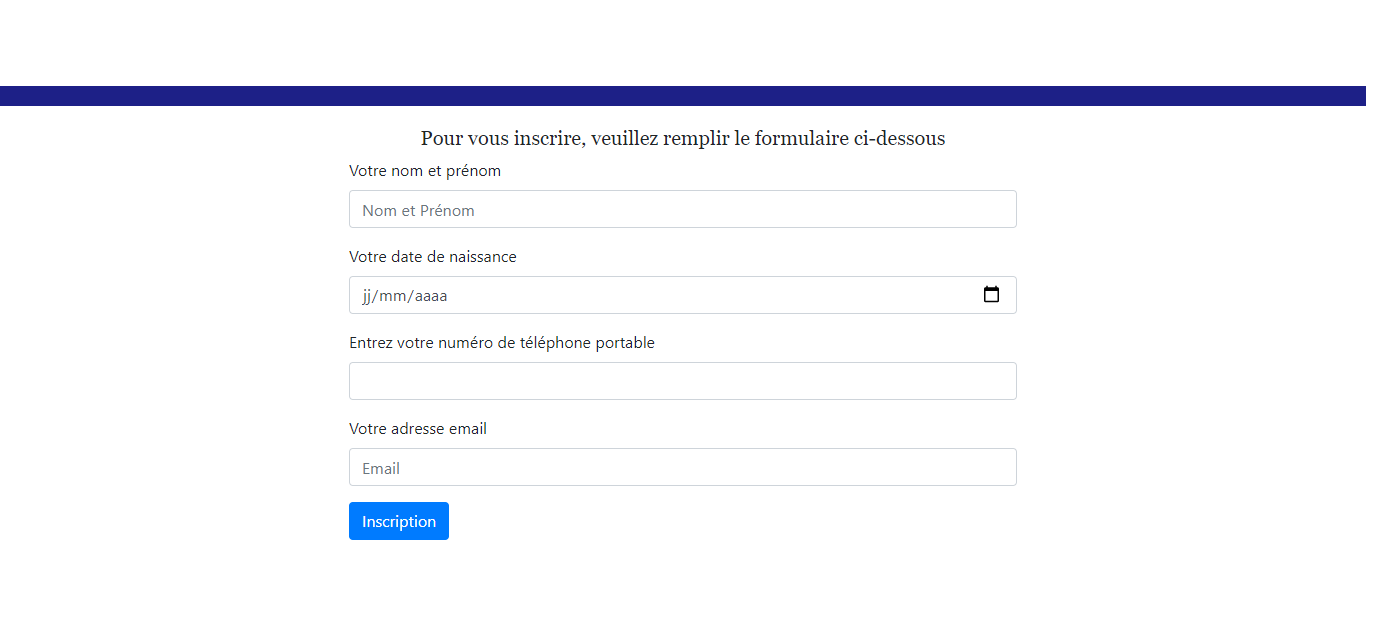 Pour vous inscrire, veuillez remplir le formulaire ci-dessous
Votre nom et prénom
Nom et Prénom
Votre date de naissance
jj/mm/aaaa
Entrez votre numéro de téléphone portable
Votre adresse email
Email
Inscription